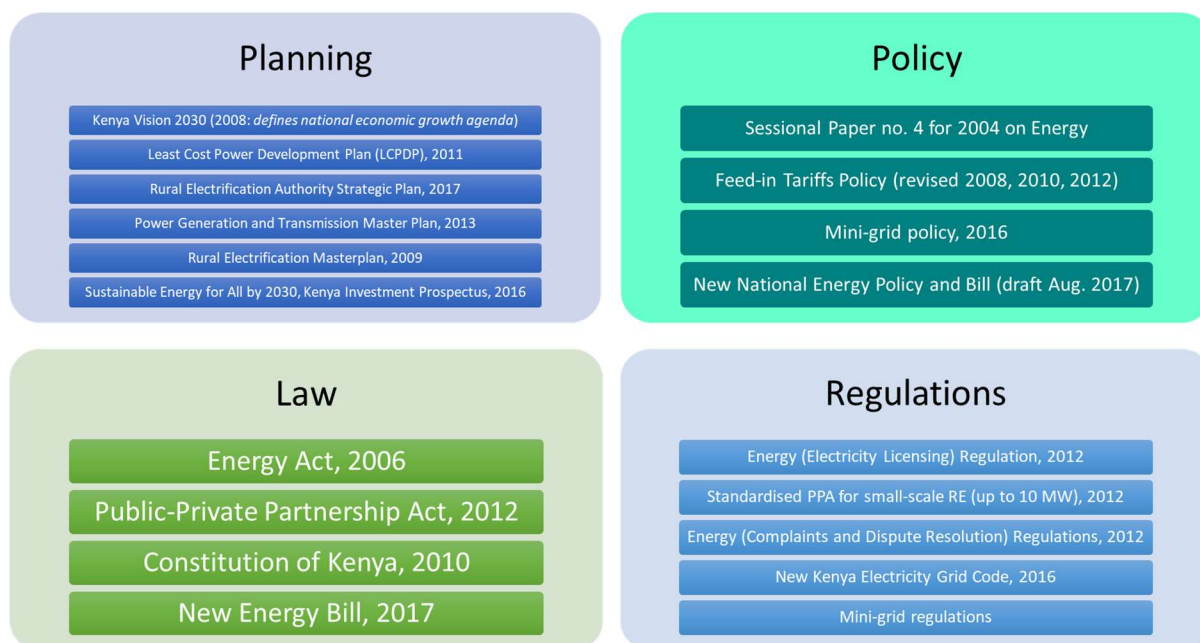 Planning
Kenya Vision 2030 (2008: defines national economic growth agenda)
Least Cost Power Development Plan (LCPDP), 2011
Rural Electrification Authority Strategic Plan, 2017
Power Generation and Transmission Master Plan, 2013
Rural Electrification Masterplan, 2009
Sustainable Energy for All by 2030, Kenya Investment Prospectus, 2016
Policy
Sessional Paper no. 4 for 2004 on Energy
Feed-in Tariffs Policy (revised 2008, 2010, 2012)
Mini-grid policy, 2016
New National Energy Policy and Bill (draft Aug. 2017)
Law
Energy Act, 2006
Public-Private Partnership Act, 2012
Constitution of Kenya, 2010
New Energy Bill, 2017
Regulations
Energy (Electricity Licensing) Regulation, 2012
Standardised PPA for small-scale RE (up to 10 MW), 2012
Energy (Complaints and Dispute Resolution) Regulations, 2012
New Kenya Electricity Grid Code, 2016
Mini-grid regulations